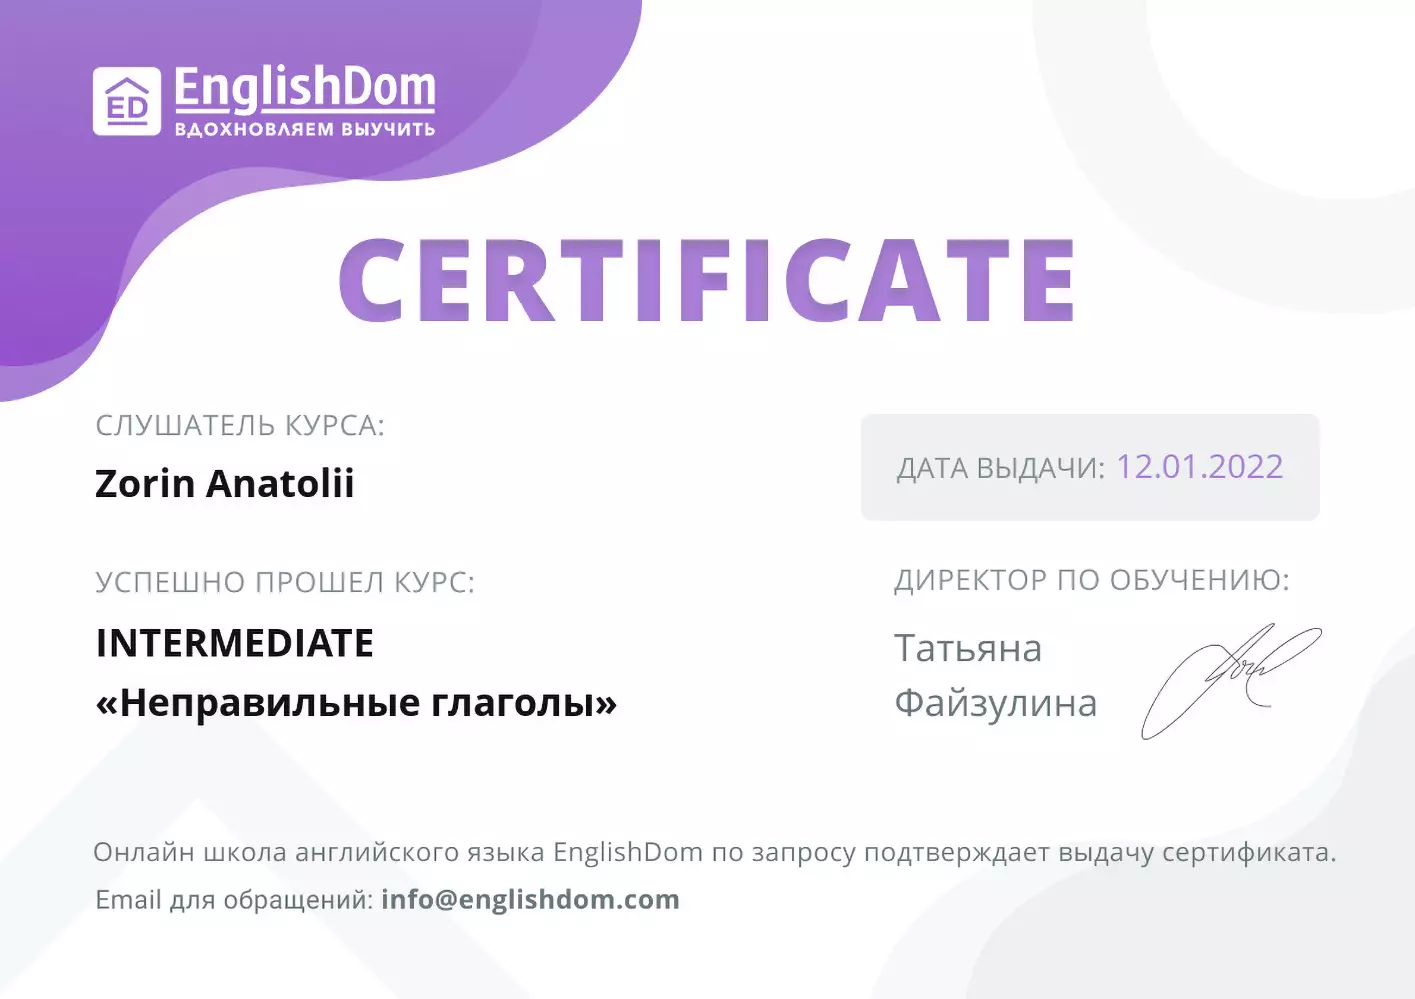 ED
EnglishDom
ВДОХНОВЛЯЕМ ВЫУЧИТЬ
CERTIFICATE
СЛУШАТЕЛЬ КУРСА:
Zorin Anatolii
ДАТА ВЫДАЧИ: 12.01.2022
УСПЕШНО ПРОШЕЛ КУРС:
INTERMEDIATE
«Неправильные глаголы»
ДИРЕКТОР ПО ОБУЧЕНИЮ:
Татьяна
Файзулина
Онлайн школа английского языка EnglishDom по запросу подтверждает выдачу сертификата.
Email для обращений: info@englishdom.com